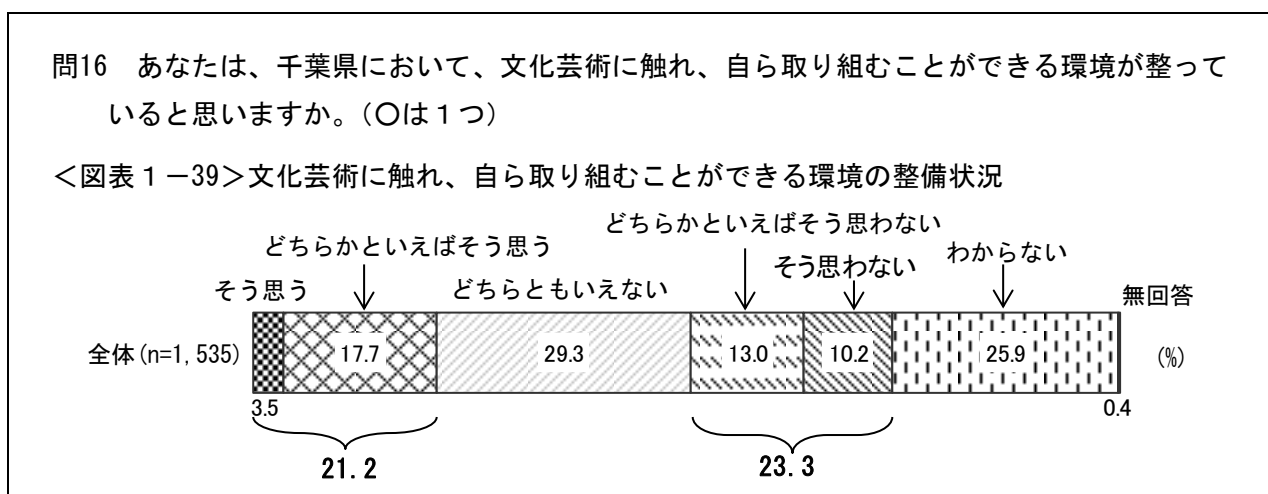 問16　あなたは、千葉県において、文化芸術に触れ、自ら取り組むことができる環境が整って
いると思いますか。（〇は１つ）
＜図表１－39＞文化芸術に触れ、自ら取り組むことができる環境の整備状況
どちらかといえばそう思わない
どちらかといえばそう思う
そう思わない
わからない
そう思う
どちらともいえない
無回答
全体(n=1,535)
17.7
29.3
13.0
10.2
25.9
(%)
3.5
0.4
21.2
23.3